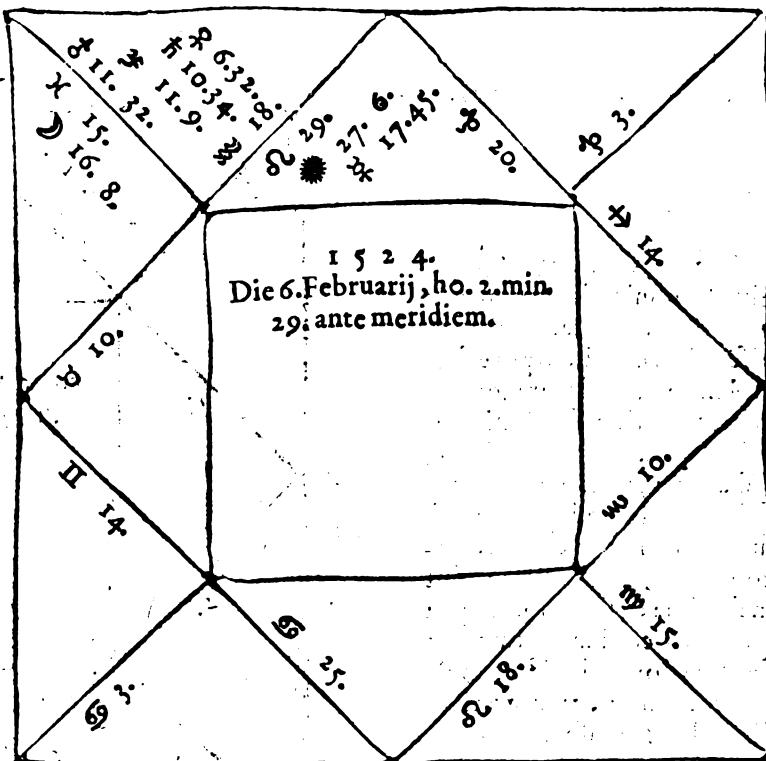 ♀ 6.32.
♄ 10.34. 18.
♃ 11. 9. ♒
♂ 11. 32.
♓ 15.
☽ 16. 8.
♌ 29.
27. 6.
☿ 17.45.
♑ 20.
♑ 3.
♐ 14.
1 5 2 4.
Die 6.Februarij, ho. 2.min.
29. ante meridiem.
♉ 10.
♊ 14.
♏ 10.
♋ 3.
♋ 25.
♌ 18.
♍ 15.